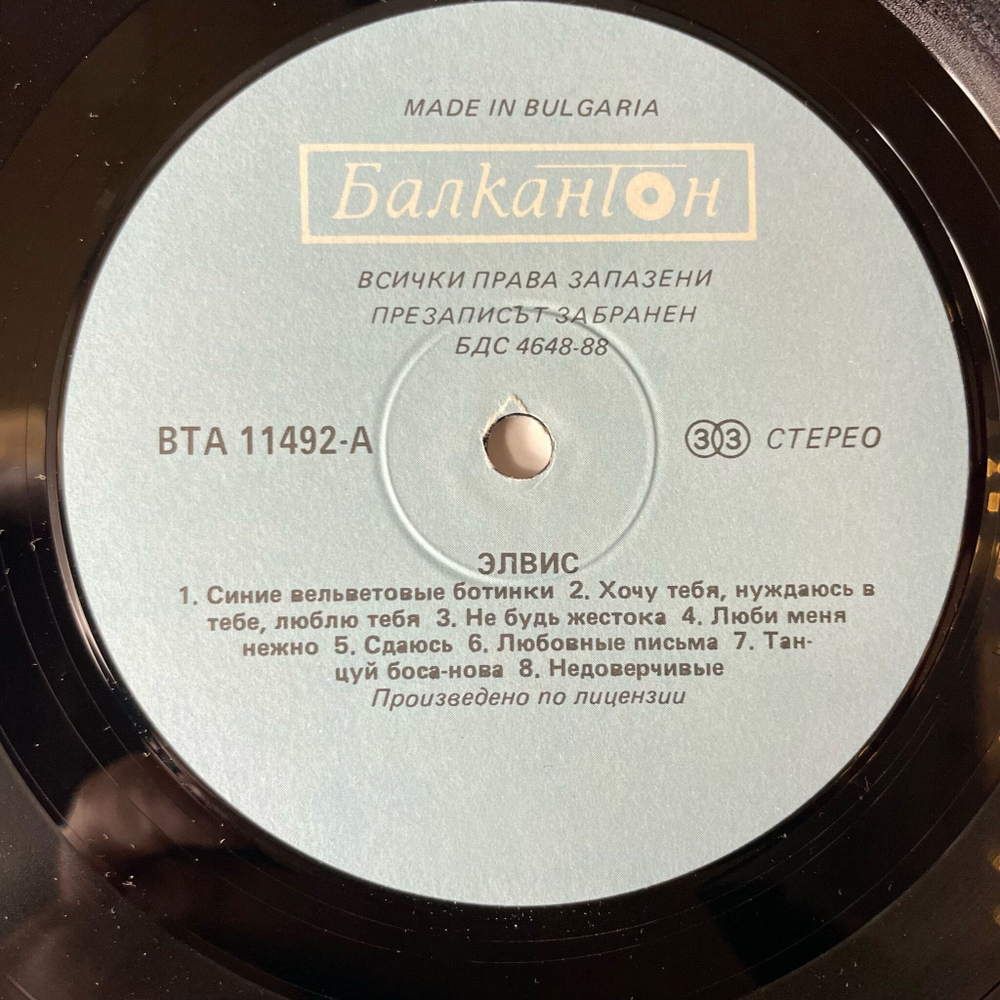 MADE IN BULGARIA
Балкантон
ВСИЧКИ ПРАВА ЗАПАЗЕНИ
ПРЕЗАПИСЪТ ЗАБРАНЕН
БДС 4648-88
ВТА 11492-А
33 СТЕРЕО
ЭЛВИС
1. Синие вельветовые ботинки 2. Хочу тебя, нуждаюсь в
тебе, люблю тебя 3. Не будь жестока 4. Люби меня
нежно 5. Сдаюсь 6. Любовные письма 7. Тан-
цуй боса-нова 8. Недоверчивые
Произведено по лицензии